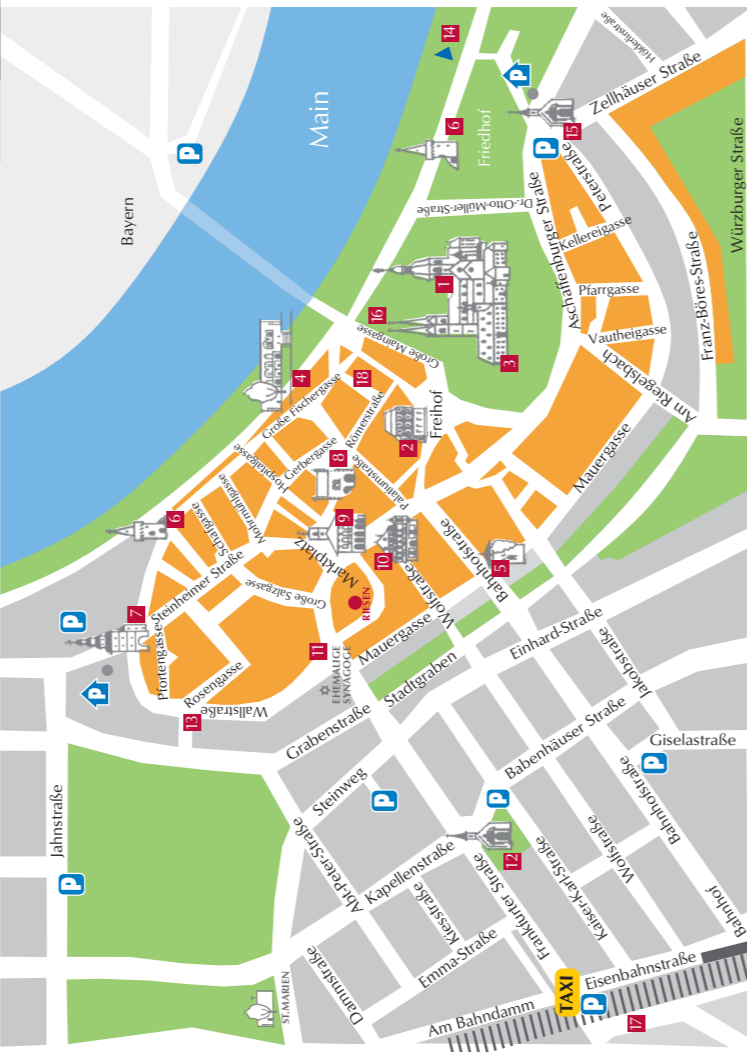 14
Hölderlinstraße
Zellhäuser Straße
P
Main
6
Friedhof
P
15
P
Bayern
Dr.-Otto-Müller-Straße
Peterstraße
Würzburger Straße
Aschaffenburger Straße
Kellereigasse
Franz-Böres-Straße
1
Pfarrgasse
16
Große Maingasse
Vautheigasse
3
4
18
Am Riegelsbach
Große Fischergasse
Römerstraße
2
Freihof
Mauergasse
Hospitalgasse
Gerbergasse
8
Palatiumstraße
Schafgasse
6
9
Marktplatz
10
Bahnhofstraße
5
Steinheimer Straße
Große Salzgasse
Wolfstraße
RIESEN
P
7
Pfortengasse
11
EHEMALIGE
SYNAGOGE
Mauergasse
Einhard-Straße
P
Rosengasse
Wallstraße
13
Stadtgraben
Jakobstraße
Grabenstraße
Babenhäuser Straße
Giselastraße
Steinweg
P
P
P
Bahnhofstraße
Jahnstraße
Abt-Peter-Straße
Kapellenstraße
12
Wolfstraße
P
Kiesstraße
Frankfurter Straße
Kaiser-Karl-Straße
Bahnhof
Emma-Straße
Dammstraße
ST.MARIEN
Eisenbahnstraße
TAXI
P
Am Bahndamm
17